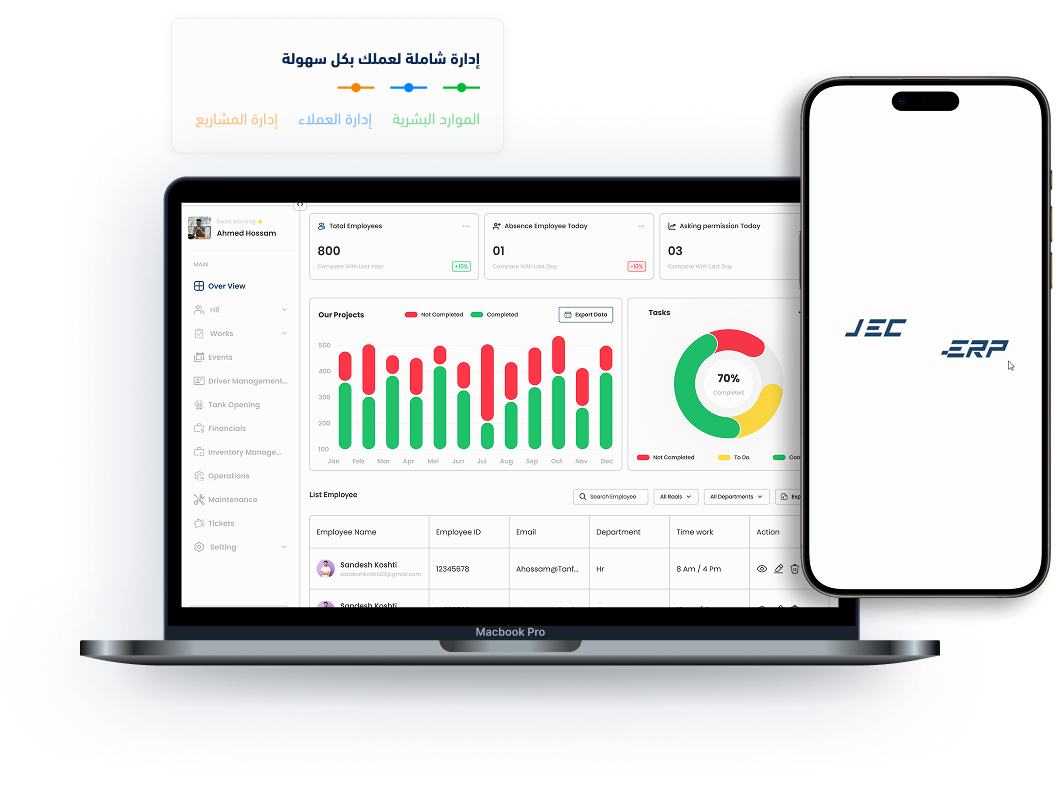 إدارة شاملة لعملك بكل سهولة
الموارد البشرية إدارة العملاء إدارة المشاريع
Good Morning
Ahmed Hossam
MAIN
Over View
HR
Works
Events
Driver Management...
Tank Opening
Financials
Inventory Manage...
Operations
Maintenance
Tickets
Setting
Total Employees
800
Compare With Last Year
+10%
Absence Employee Today
01
Compare With Last Day
-10%
Asking permission Today
03
Compare With Last Day
Our Projects
Not Completed
Completed
Export Data
500
400
300
200
100
Jan Feb Mar Apr Mei Jun Jul Aug Sep Oct Nov Dec
Tasks
70%
Completed
Not Completed
To Do
Com
List Employee
Search Employee
All Rools
All Departments
Exp
Employee Name Employee ID Email Department Time work Action
Sandesh Koshti
sandeshkoshti23@gmail.com
12345678 Ahossam@Tanf... Hr 8 Am / 4 Pm
Sandesh Koshti
Macbook Pro
JEC
ERP